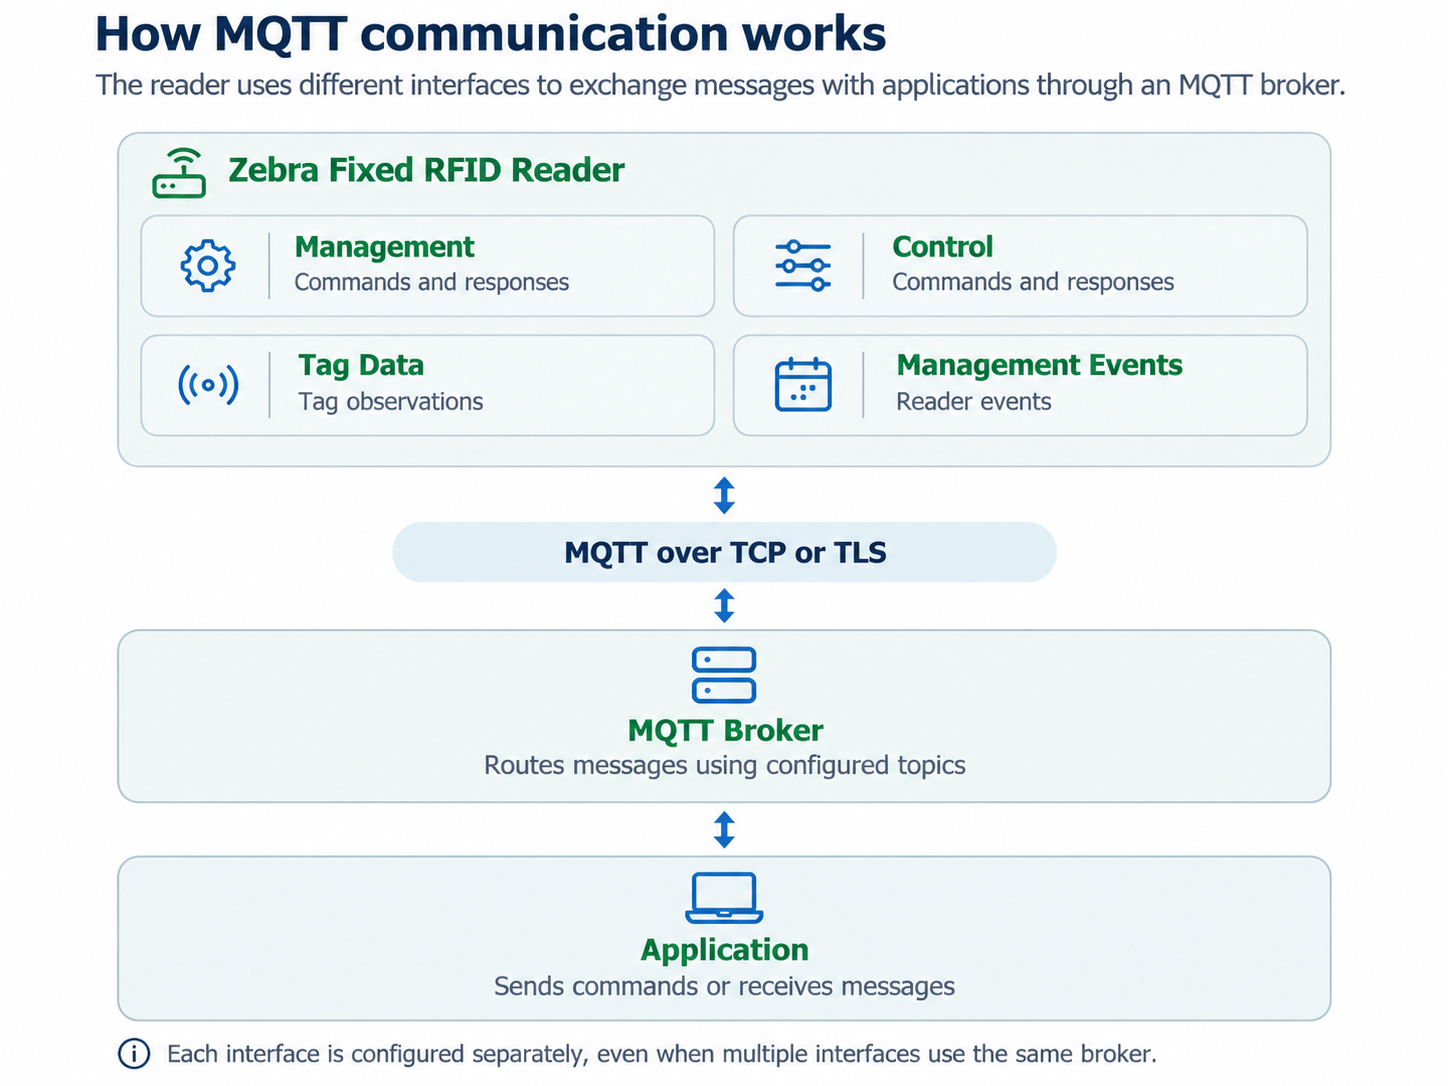 How MQTT communication works
The reader uses different interfaces to exchange messages with applications through an MQTT broker.
Zebra Fixed RFID Reader
Management
Commands and responses
Control
Commands and responses
Tag Data
Tag observations
Management Events
Reader events
MQTT over TCP or TLS
MQTT Broker
Routes messages using configured topics
Application
Sends commands or receives messages
Each interface is configured separately, even when multiple interfaces use the same broker.